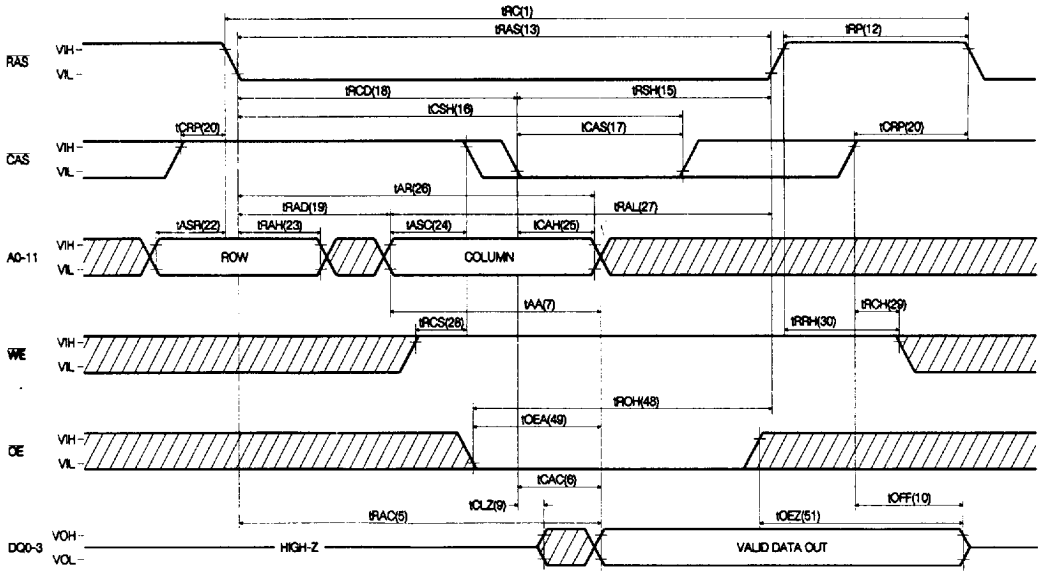 tRC(1)
tRAS(13)
tRP(12)
RAS
VIH
VIL
tRCD(18)
tRSH(15)
tCSH(16)
tCRP(20)
tCAS(17)
tCRP(20)
CAS
VIH
VIL
tAR(26)
tRAD(19)
tRAL(27)
tASR(22)
tRAH(23)
tASC(24)
tCAH(25)
A0-11
VIH
VIL
ROW
COLUMN
tAA(7)
tRCS(28)
tRCH(29)
tRRH(30)
WE
VIH
VIL
tROH(48)
tOEA(49)
OE
VIH
VIL
tCAC(6)
tCLZ(9)
tOFF(10)
tRAC(5)
tOEZ(51)
DQ0-3
VOH
VOL
HIGH-Z
VALID DATA OUT